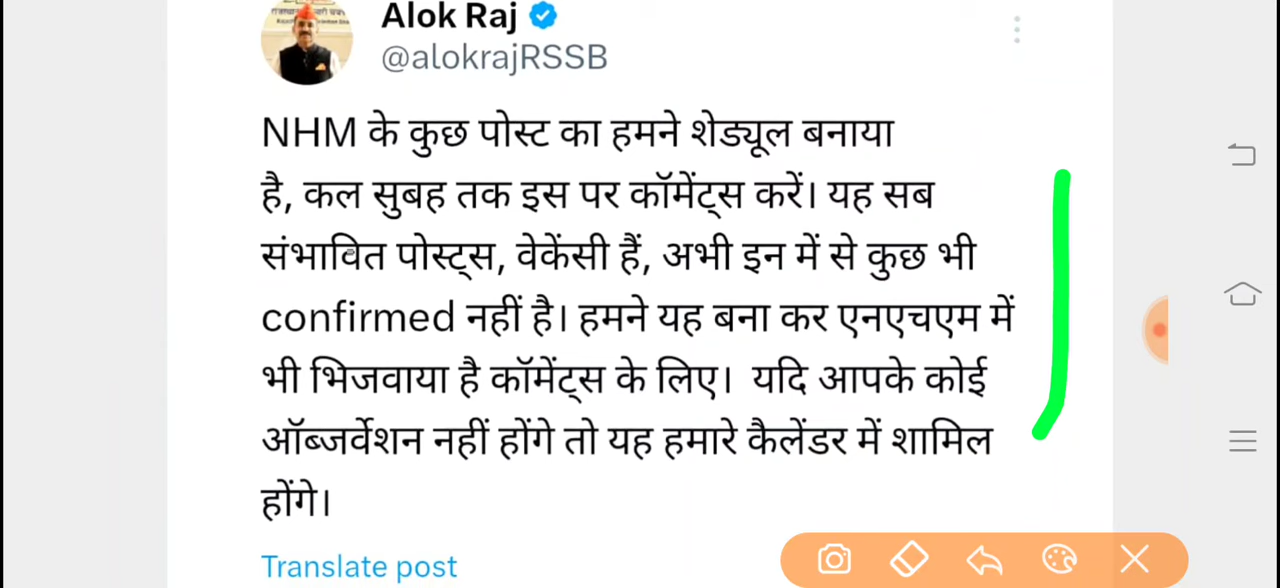 Alok Raj
@alokrajRSSB
NHM के कुछ पोस्ट का हमने शेड्यूल बनाया
है, कल सुबह तक इस पर कॉमेंट्स करें। यह सब
संभावित पोस्ट्स, वेकेंसी हैं, अभी इन में से कुछ भी
confirmed नहीं है। हमने यह बना कर एनएचएम में
भी भिजवाया है कॉमेंट्स के लिए। यदि आपके कोई
ऑब्जर्वेशन नहीं होंगे तो यह हमारे कैलेंडर में शामिल
होंगे।
Translate post